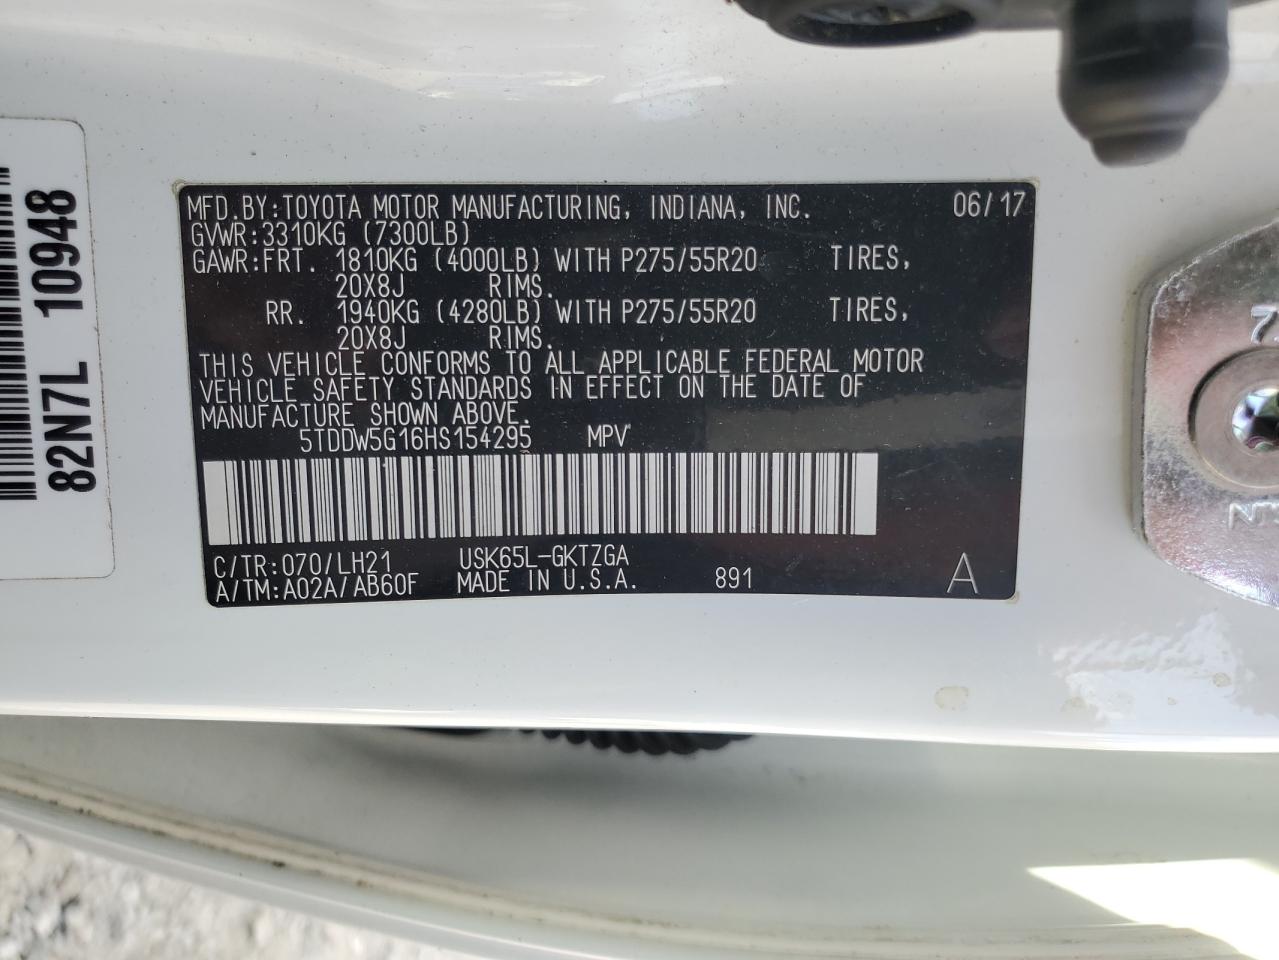 MFD.BY:TOYOTA MOTOR MANUFACTURING, INDIANA, INC. 06/17
GVWR:3310KG (7300LB)
GAWR:FRT. 1810KG (4000LB) WITH P275/55R20 TIRES,
20X8J RIMS.
RR. 1940KG (4280LB) WITH P275/55R20 TIRES,
20X8J RIMS.
THIS VEHICLE CONFORMS TO ALL APPLICABLE FEDERAL MOTOR
VEHICLE SAFETY STANDARDS IN EFFECT ON THE DATE OF
MANUFACTURE SHOWN ABOVE.
5TDDW5G16HS154295 MPV
C/TR:070/LH21 USK65L-GKTZGA
A/TM:A02A/AB60F MADE IN U.S.A. 891 A
82N7L 10948